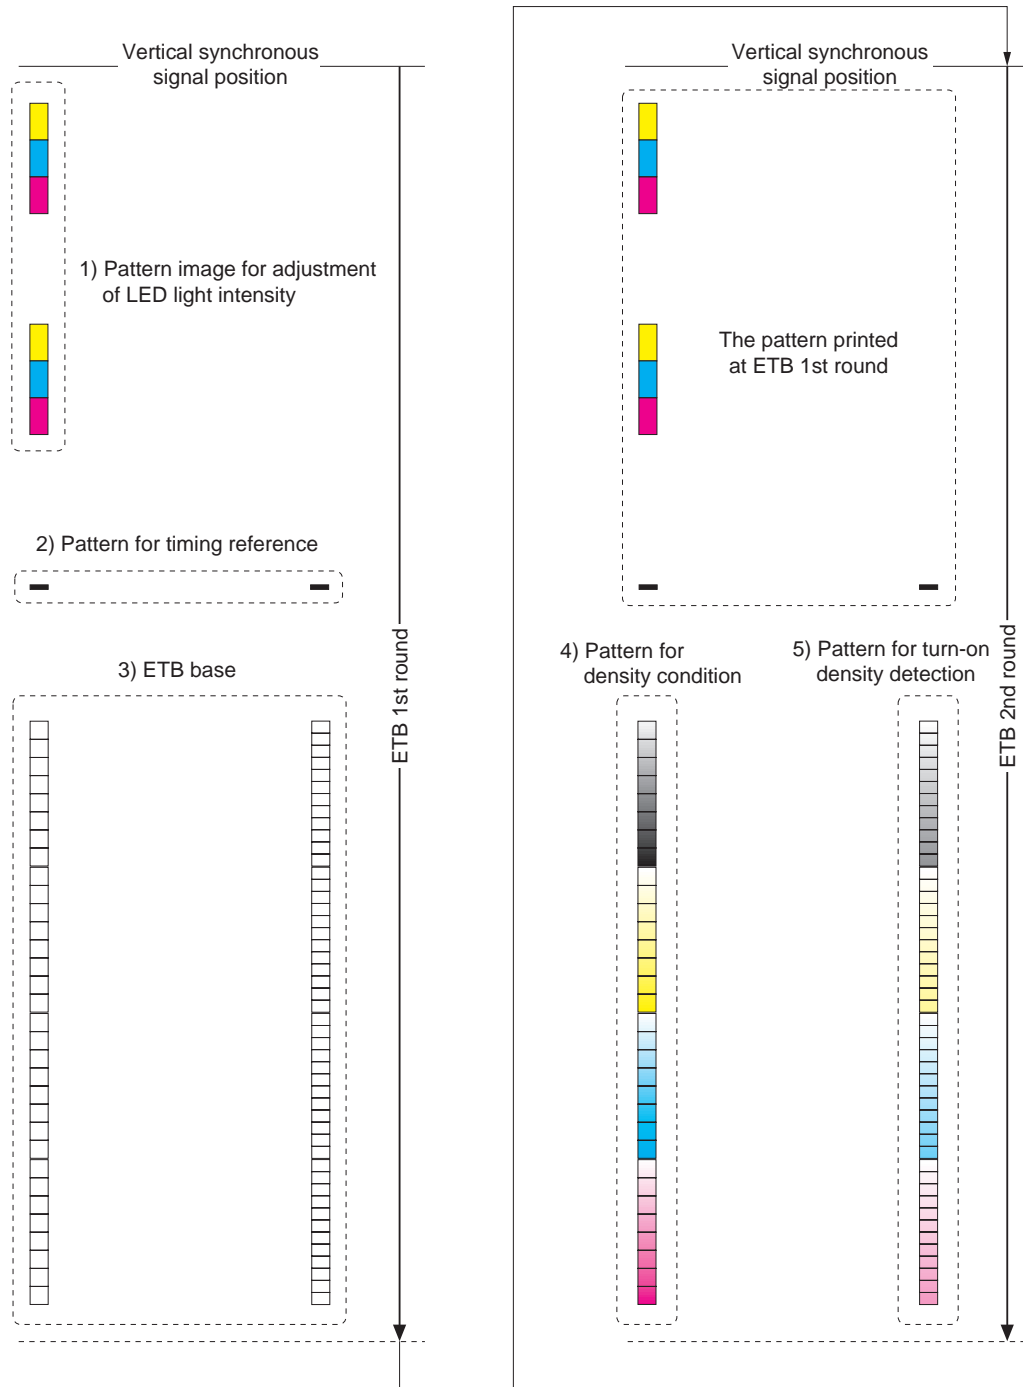 Vertical synchronous
signal position
1) Pattern image for adjustment
of LED light intensity
2) Pattern for timing reference
3) ETB base
ETB 1st round
Vertical synchronous
signal position
The pattern printed
at ETB 1st round
4) Pattern for
density condition
5) Pattern for turn-on
density detection
ETB 2nd round